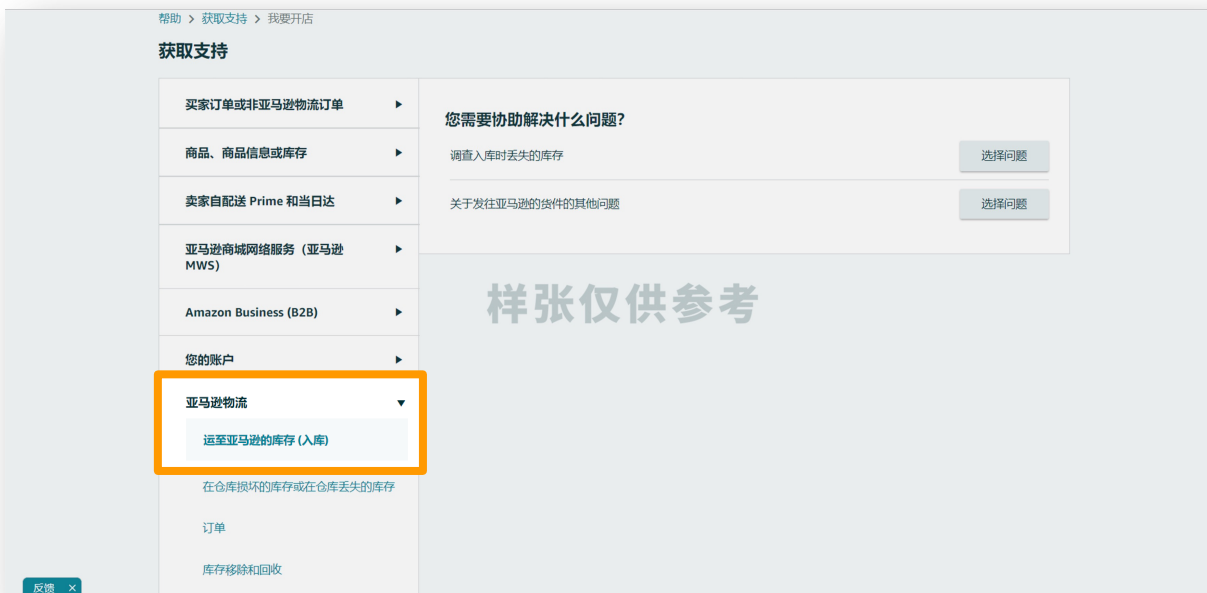 帮助 > 获取支持 > 我要开店
获取支持
买家订单或非亚马逊物流订单
商品、商品信息或库存
卖家自配送 Prime 和当日达
亚马逊商城网络服务（亚马逊
MWS）
Amazon Business (B2B)
您的账户
亚马逊物流
运至亚马逊的库存 (入库)
在仓库损坏的库存或在仓库丢失的库存
订单
库存移除和回收
您需要协助解决什么问题？
调查入库时丢失的库存
选择问题
关于发往亚马逊的货件的其他问题
选择问题
样张仅供参考
反馈 ×